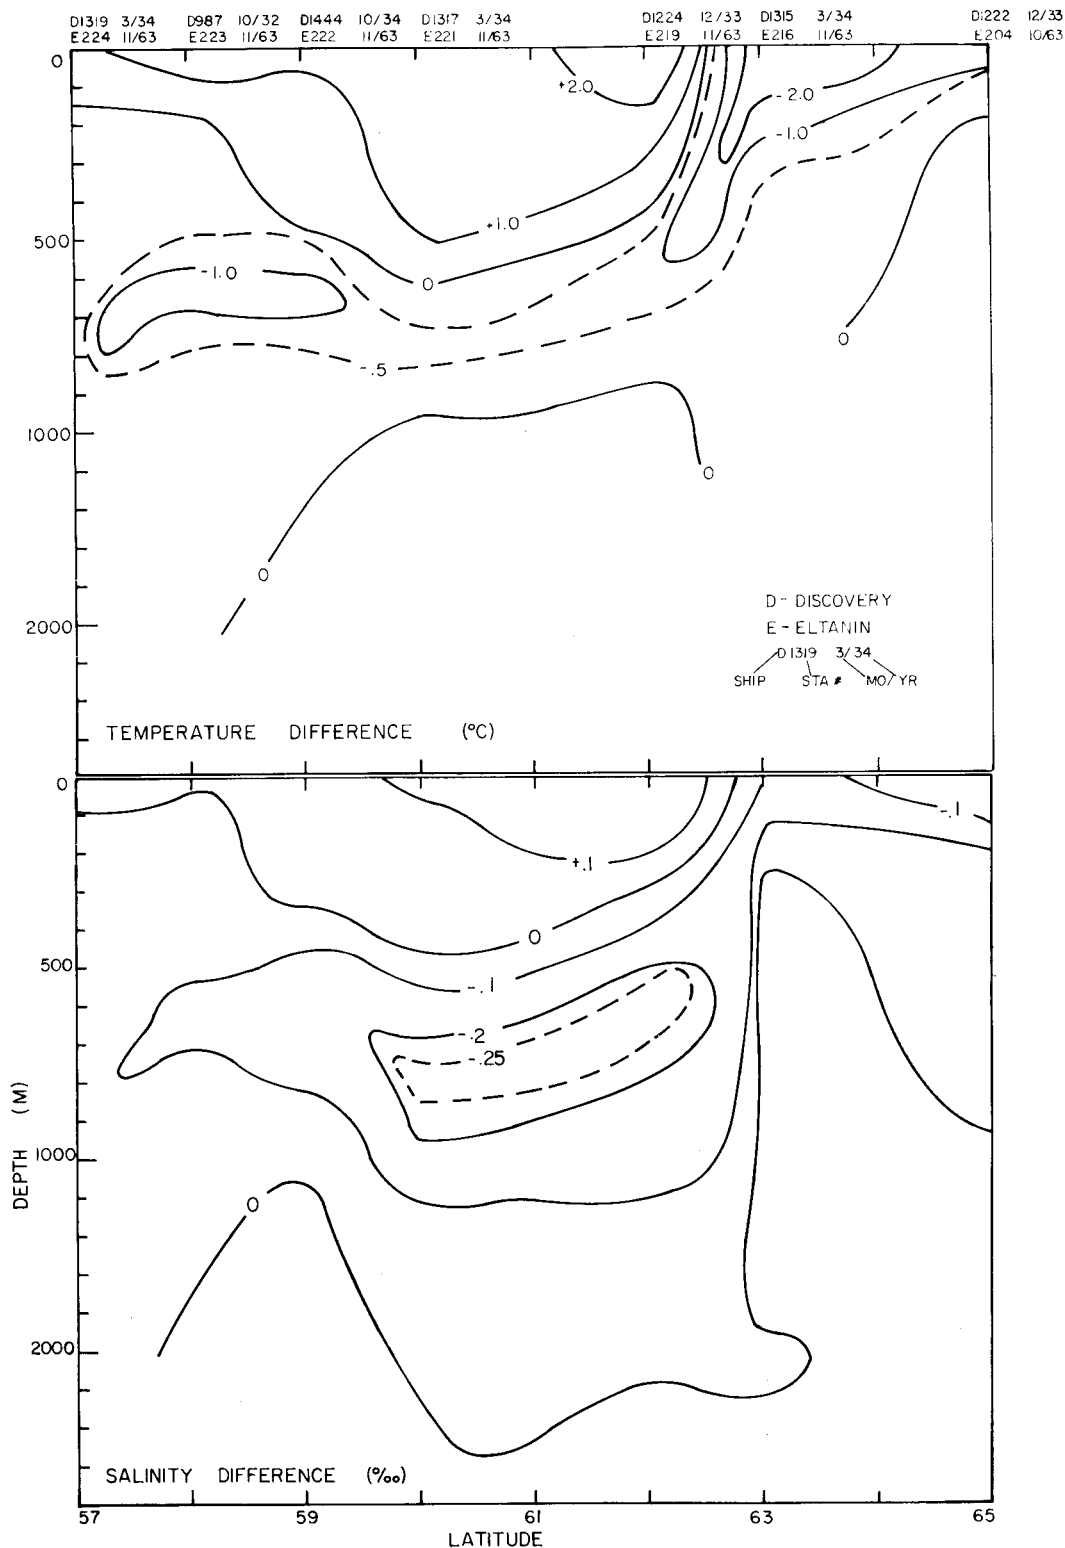 D1319 3/34 D987 10/32 D1444 10/34 D1317 3/34 D1224 12/33 D1315 3/34 D1222 12/33
E224 11/63 E223 11/63 E222 11/63 E221 11/63 E219 11/63 E216 11/63 E204 10/63
0
+2.0
-2.0
-1.0
+1.0
500
-1.0
0
0
-.5
1000
0
0
D- DISCOVERY
2000
E- ELTANIN
D1319 3/34
SHIP STA # MO/YR
TEMPERATURE DIFFERENCE (°C)
0
-.1
+.1
0
500
-.1
-.2
-.25
DEPTH (M)
1000
0
2000
SALINITY DIFFERENCE (‰)
57 59 61 63 65
LATITUDE